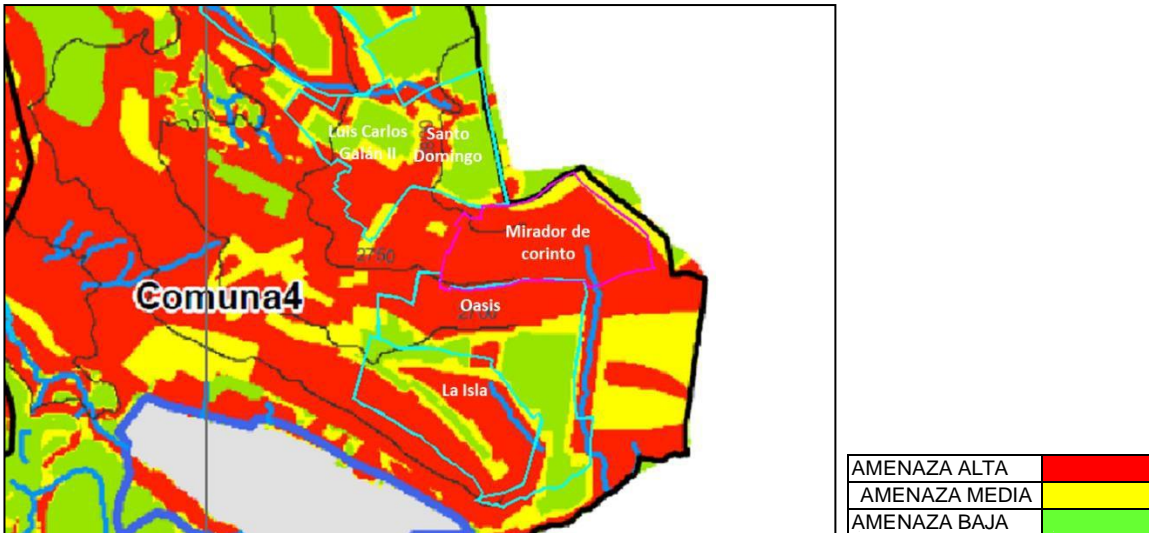 Luis Carlos
Galán II
Santo
Domingo
Mirador de
corinto
2750
Comuna4
Oasis
2700
La Isla
AMENAZA ALTA
AMENAZA MEDIA
AMENAZA BAJA